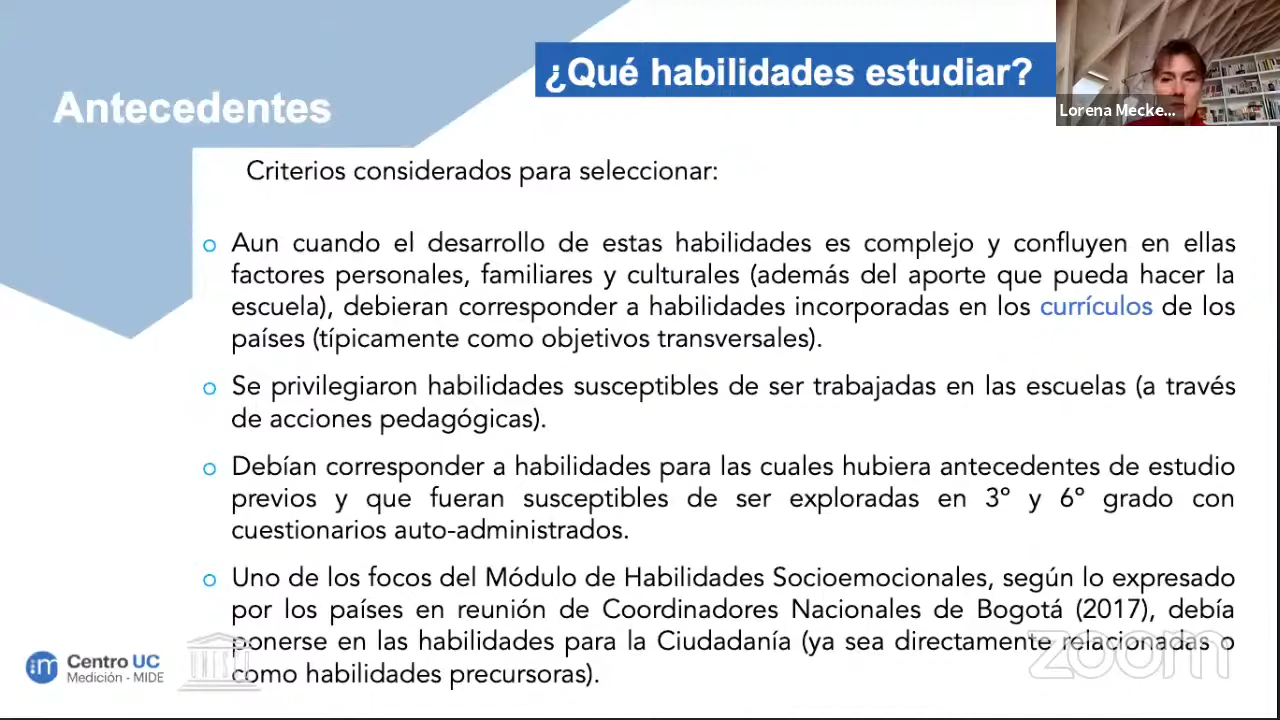 ¿Qué habilidades estudiar?
Antecedentes
Lorena Mecke...
Criterios considerados para seleccionar:
Aun cuando el desarrollo de estas habilidades es complejo y confluyen en ellas
factores personales, familiares y culturales (además del aporte que pueda hacer la
escuela), debieran corresponder a habilidades incorporadas en los currículos de los
países (típicamente como objetivos transversales).
Se privilegiaron habilidades susceptibles de ser trabajadas en las escuelas (a través
de acciones pedagógicas).
Debían corresponder a habilidades para las cuales hubiera antecedentes de estudio
previos y que fueran susceptibles de ser exploradas en 3º y 6º grado con
cuestionarios auto-administrados.
Uno de los focos del Módulo de Habilidades Socioemocionales, según lo expresado
por los países en reunión de Coordinadores Nacionales de Bogotá (2017), debía
ponerse en las habilidades para la Ciudadanía (ya sea directamente relacionadas o
como habilidades precursoras).
Centro UC
Medición - MIDE
zoom